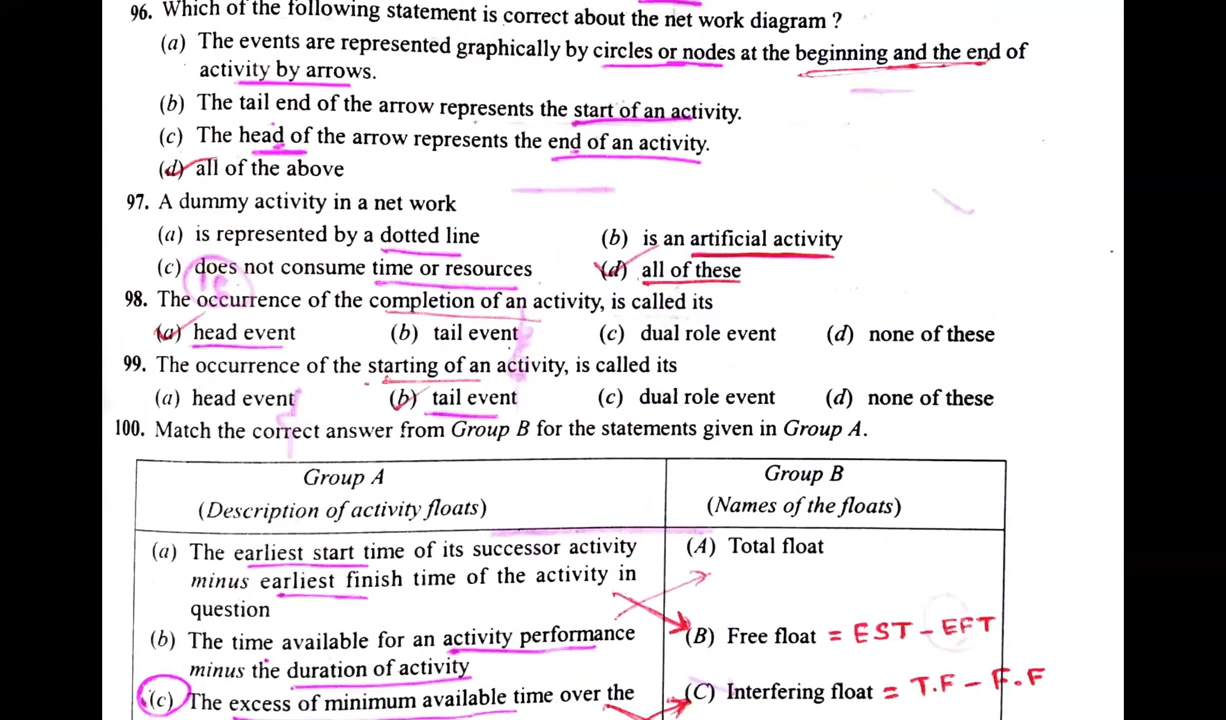 96. Which of the following statement is correct about the net work diagram ?
(a) The events are represented graphically by circles or nodes at the beginning and the end of
activity by arrows.
(b) The tail end of the arrow represents the start of an activity.
(c) The head of the arrow represents the end of an activity.
(d) all of the above
97. A dummy activity in a net work
(a) is represented by a dotted line (b) is an artificial activity
(c) does not consume time or resources (d) all of these
98. The occurrence of the completion of an activity, is called its
(a) head event (b) tail event (c) dual role event (d) none of these
99. The occurrence of the starting of an activity, is called its
(a) head event (b) tail event (c) dual role event (d) none of these
100. Match the correct answer from Group B for the statements given in Group A.
Group A Group B
(Description of activity floats) (Names of the floats)
(a) The earliest start time of its successor activity (A) Total float
minus earliest finish time of the activity in
question
(b) The time available for an activity performance (B) Free float = EST - EFT
minus the duration of activity
(c) The excess of minimum available time over the (C) Interfering float = T.F - F.F